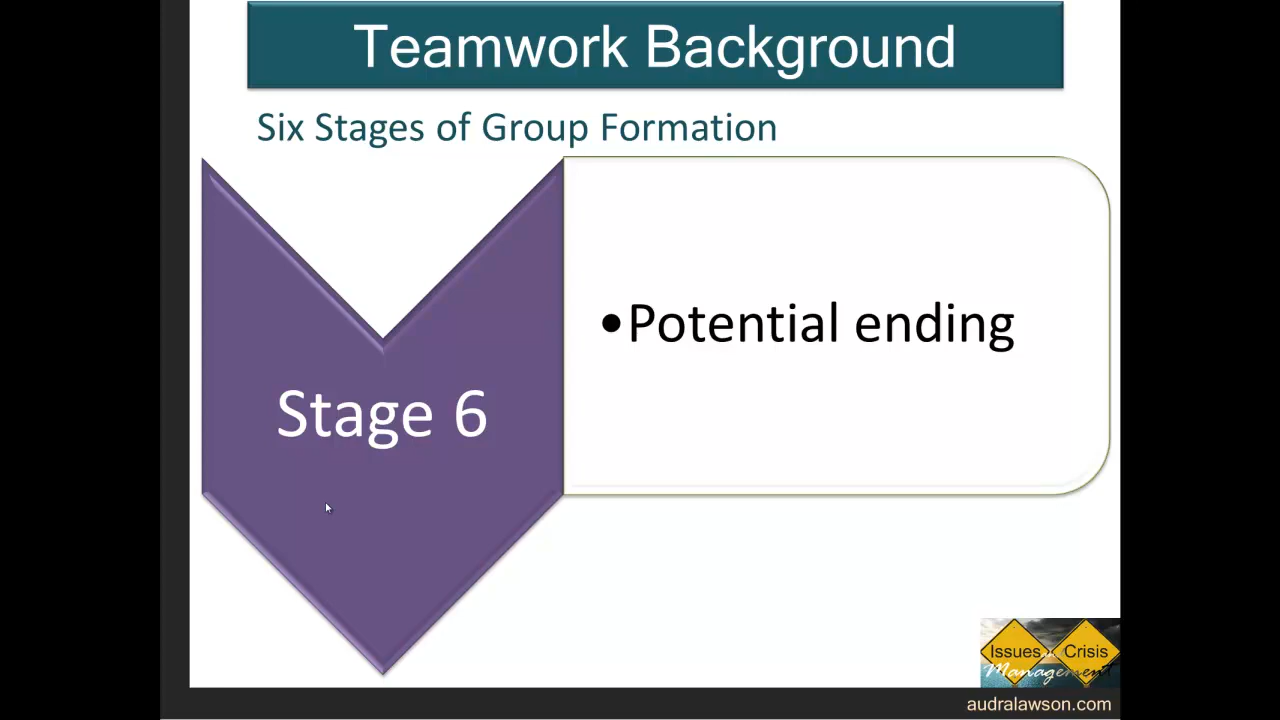 Teamwork Background
Six Stages of Group Formation
Stage 6
•Potential ending
Issues Crisis
Management
audralawson.com